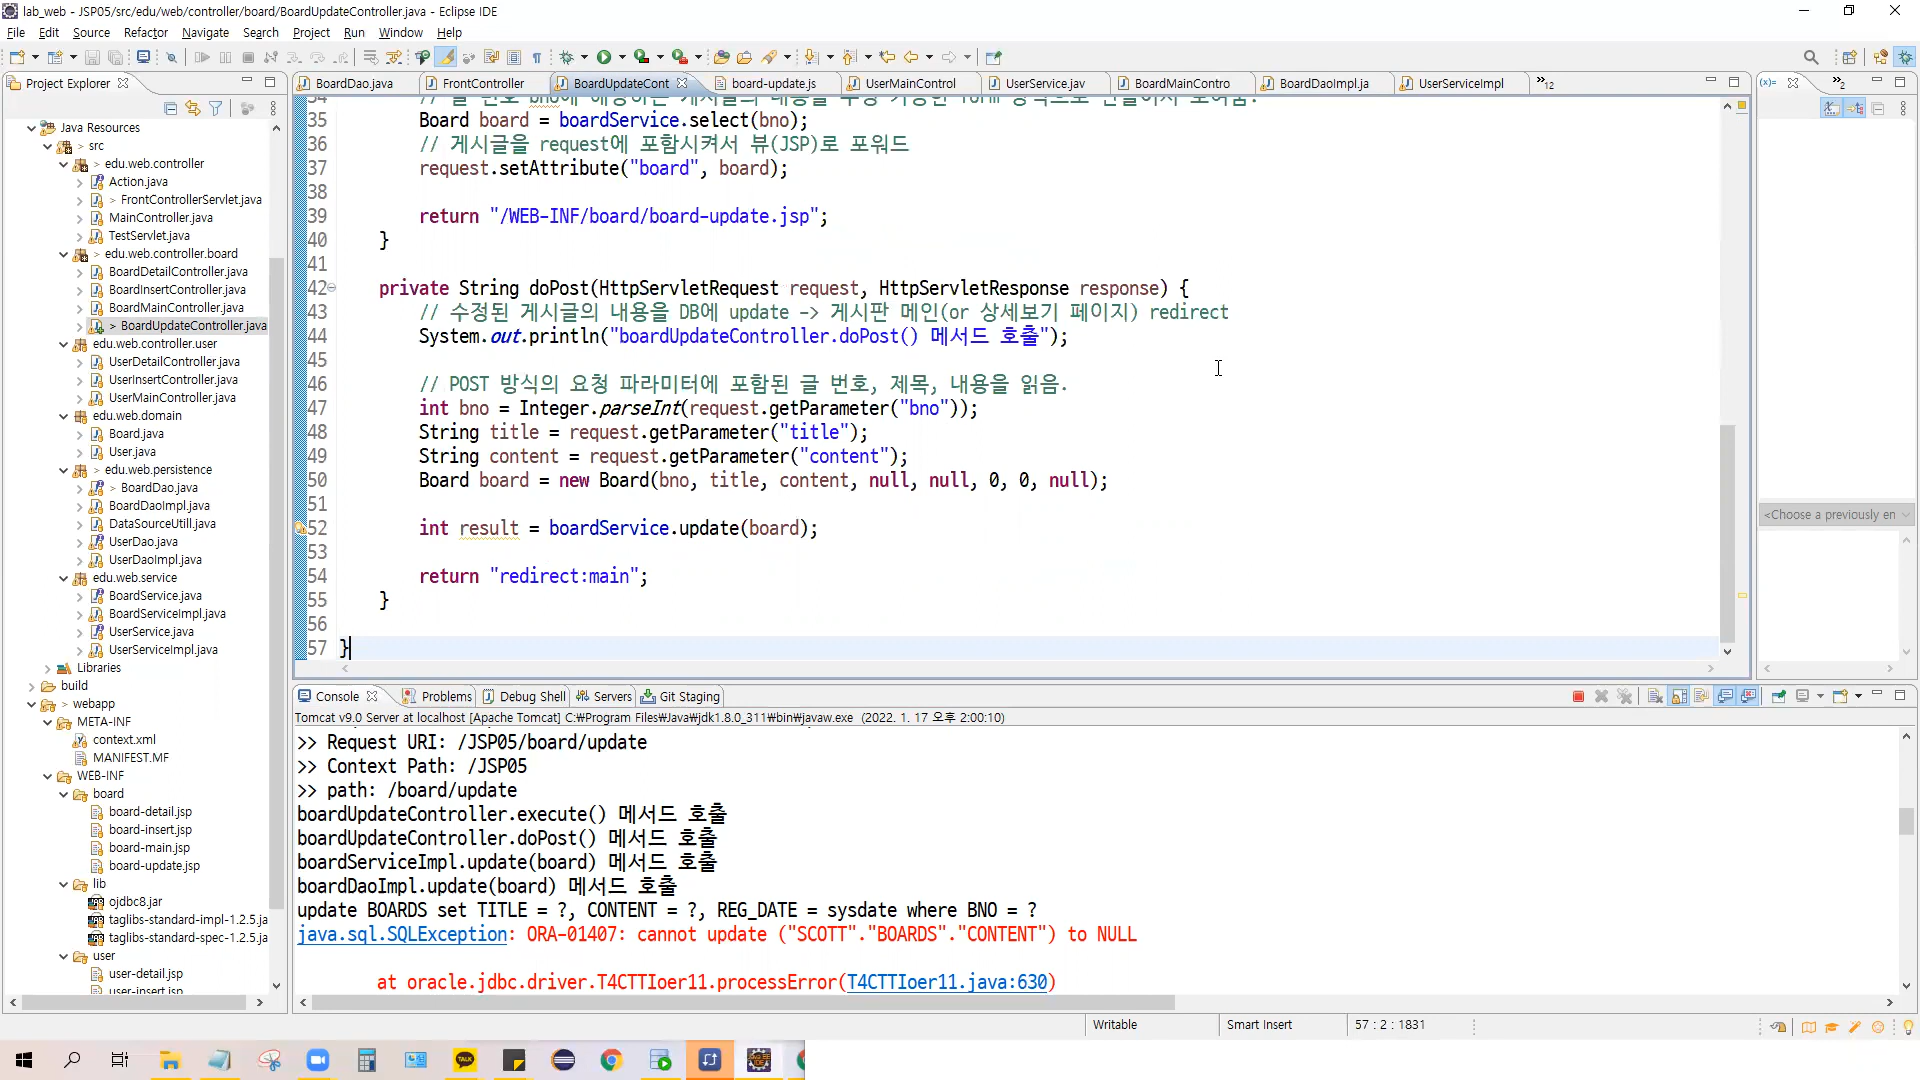 lab_web - JSP05/src/edu/web/controller/board/BoardUpdateController.java - Eclipse IDE
File Edit Source Refactor Navigate Search Project Run Window Help
Project Explorer
BoardDao.java FrontController BoardUpdateCont board-update.js UserMainControl UserService.jav BoardMainContro BoardDaoImpl.ja UserServiceImpl »12
(x)= »2
Java Resources
> src
> edu.web.controller
Action.java
> FrontControllerServlet.java
MainController.java
TestServlet.java
> edu.web.controller.board
BoardDetailController.java
BoardInsertController.java
BoardMainController.java
> BoardUpdateController.java
edu.web.controller.user
UserDetailController.java
UserInsertController.java
UserMainController.java
edu.web.domain
Board.java
User.java
> edu.web.persistence
> BoardDao.java
BoardDaoImpl.java
DataSourceUtill.java
UserDao.java
UserDaoImpl.java
edu.web.service
BoardService.java
BoardServiceImpl.java
UserService.java
UserServiceImpl.java
Libraries
build
> webapp
META-INF
context.xml
MANIFEST.MF
WEB-INF
board
board-detail.jsp
board-insert.jsp
board-main.jsp
board-update.jsp
lib
ojdbc8.jar
taglibs-standard-impl-1.2.5.ja
taglibs-standard-spec-1.2.5.ja
user
user-detail.jsp
user-insert.jsp
35 Board board = boardService.select(bno);
36 // 게시글을 request에 포함시켜서 뷰(JSP)로 포워드
37 request.setAttribute("board", board);
38
39 return "/WEB-INF/board/board-update.jsp";
40 }
41
42 private String doPost(HttpServletRequest request, HttpServletResponse response) {
43 // 수정된 게시글의 내용을 DB에 update -> 게시판 메인(or 상세보기 페이지) redirect
44 System.out.println("boardUpdateController.doPost() 메서드 호출");
45
46 // POST 방식의 요청 파라미터에 포함된 글 번호, 제목, 내용을 읽음.
47 int bno = Integer.parseInt(request.getParameter("bno"));
48 String title = request.getParameter("title");
49 String content = request.getParameter("content");
50 Board board = new Board(bno, title, content, null, null, 0, 0, null);
51
52 int result = boardService.update(board);
53
54 return "redirect:main";
55 }
56
57 }
<Choose a previously en
Console Problems Debug Shell Servers Git Staging
Tomcat v9.0 Server at localhost [Apache Tomcat] C:₩Program Files₩Java₩jdk1.8.0_311₩bin₩javaw.exe (2022. 1. 17 오후 2:00:10)
>> Request URI: /JSP05/board/update
>> Context Path: /JSP05
>> path: /board/update
boardUpdateController.execute() 메서드 호출
boardUpdateController.doPost() 메서드 호출
boardServiceImpl.update(board) 메서드 호출
boardDaoImpl.update(board) 메서드 호출
update BOARDS set TITLE = ?, CONTENT = ?, REG_DATE = sysdate where BNO = ?
java.sql.SQLException: ORA-01407: cannot update ("SCOTT"."BOARDS"."CONTENT") to NULL
at oracle.jdbc.driver.T4CTTIoer11.processError(T4CTTIoer11.java:630)
Writable Smart Insert 57 : 2 : 1831
TALK